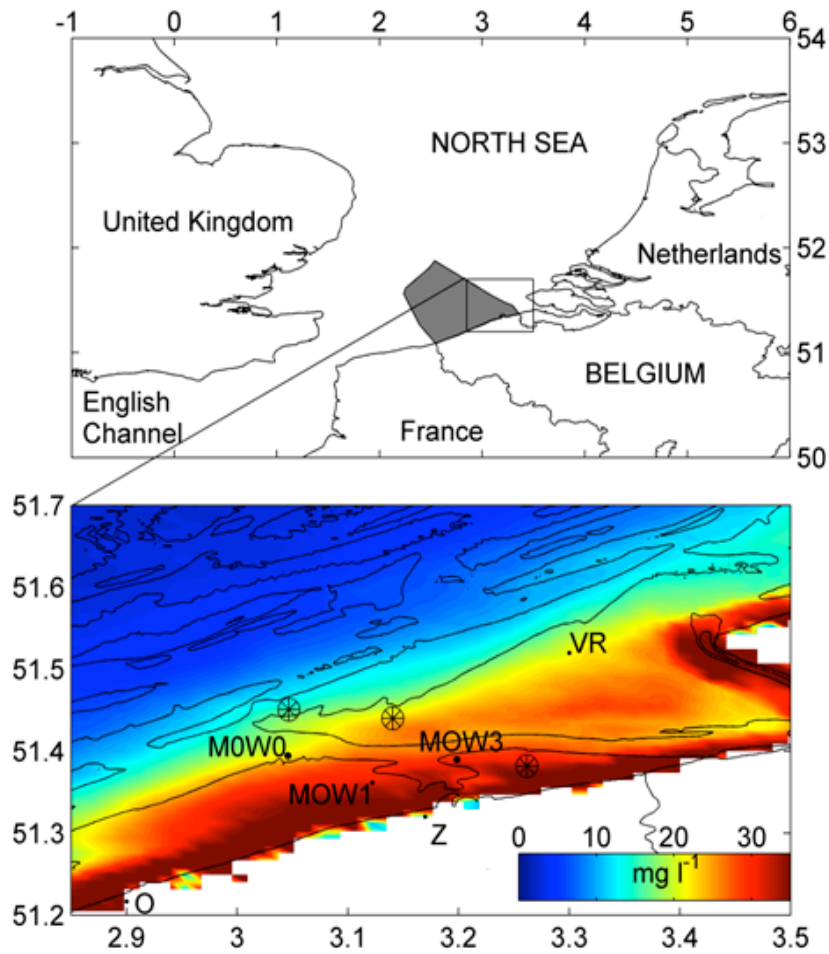 -1 0 1 2 3 4 5 6
54
NORTH SEA
53
United Kingdom
52
Netherlands
51
BELGIUM
English
Channel
France
50
51.7
51.6
51.5
VR
51.4
M0W0
MOW3
MOW1
51.3
Z
0 10 20 30
mg l-1
51.2
O
2.9 3 3.1 3.2 3.3 3.4 3.5